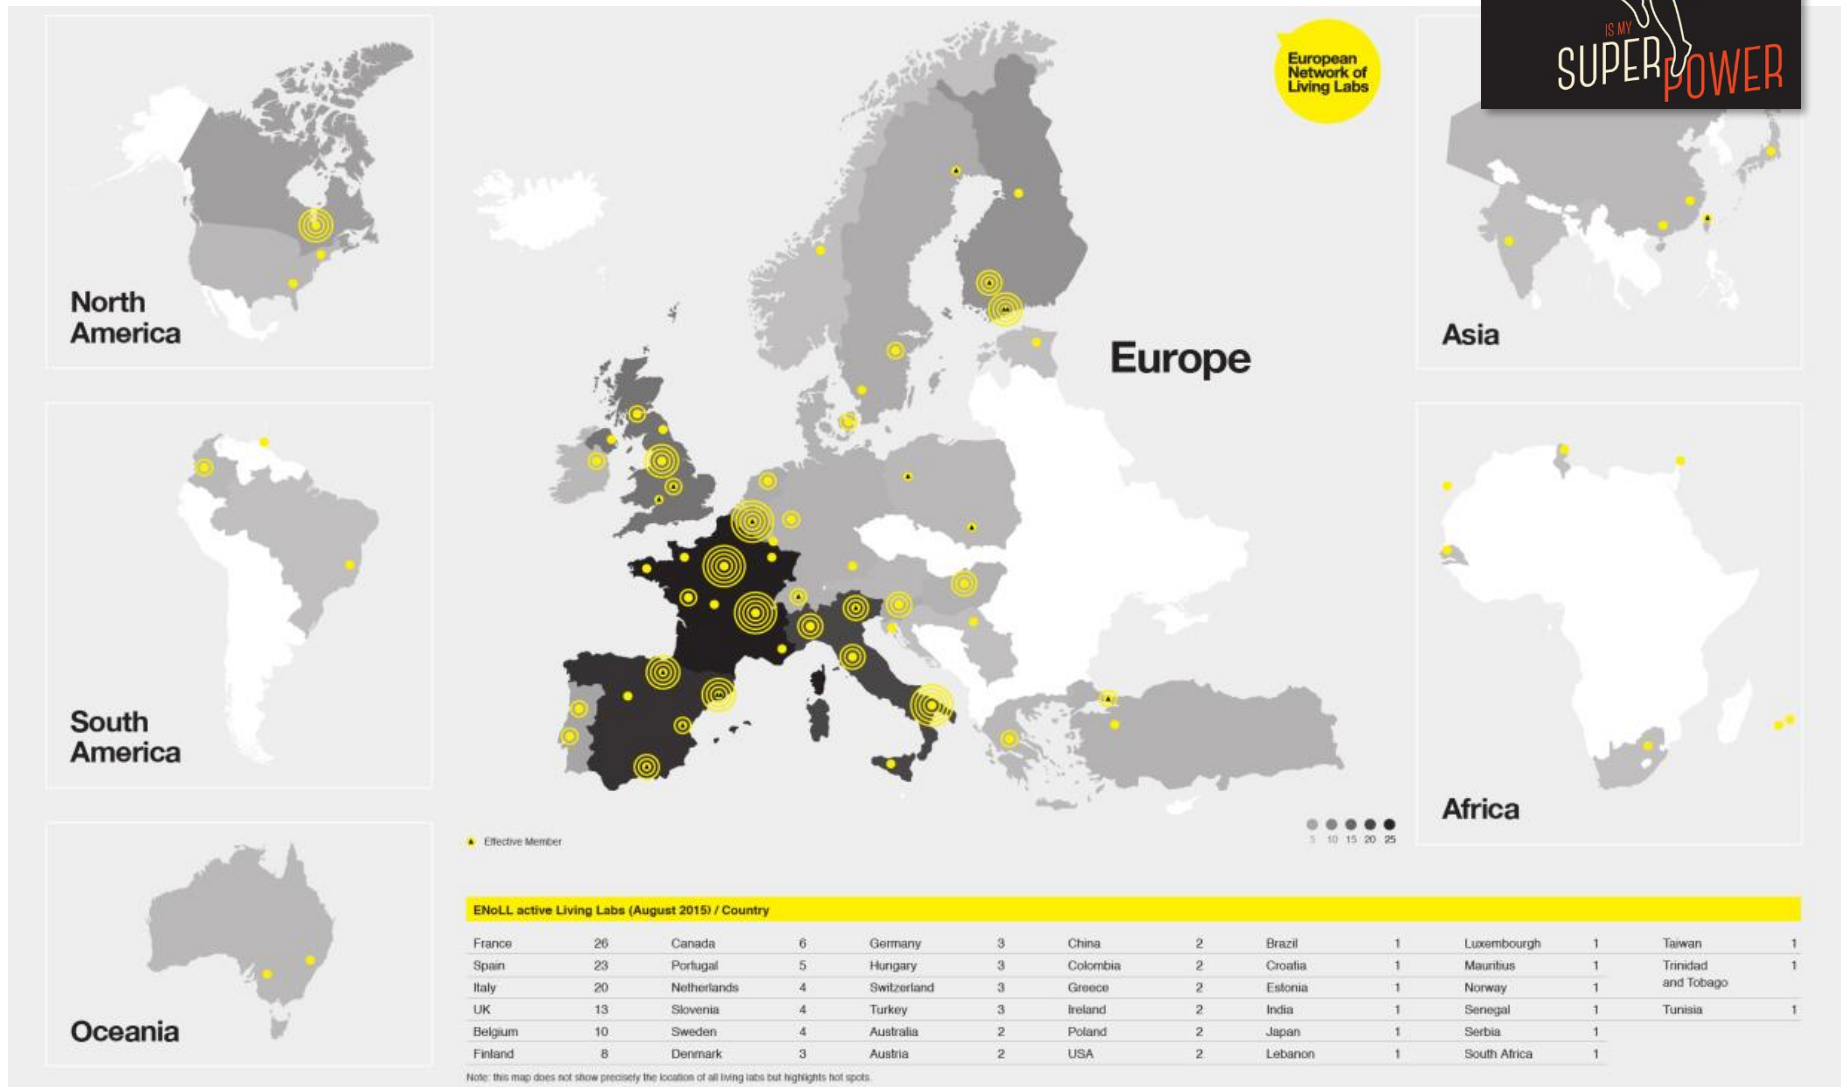 IS MY
SUPERPOWER
European
Network of
Living Labs
North
America
Europe
Asia
South
America
Africa
Oceania
Effective Member
5 10 15 20 25
ENoLL active Living Labs (August 2015) / Country
France 26 Canada 6 Germany 3 China 2 Brazil 1 Luxembourgh 1 Taiwan 1
Spain 23 Portugal 5 Hungary 3 Colombia 2 Croatia 1 Mauritius 1 Trinidad 1
and Tobago
Italy 20 Netherlands 4 Switzerland 3 Greece 2 Estonia 1 Norway 1
UK 13 Slovenia 4 Turkey 3 Ireland 2 India 1 Senegal 1 Tunisia 1
Belgium 10 Sweden 4 Australia 2 Poland 2 Japan 1 Serbia 1
Finland 8 Denmark 3 Austria 2 USA 2 Lebanon 1 South Africa 1
Note: this map does not show precisely the location of all living labs but highlights hot spots.